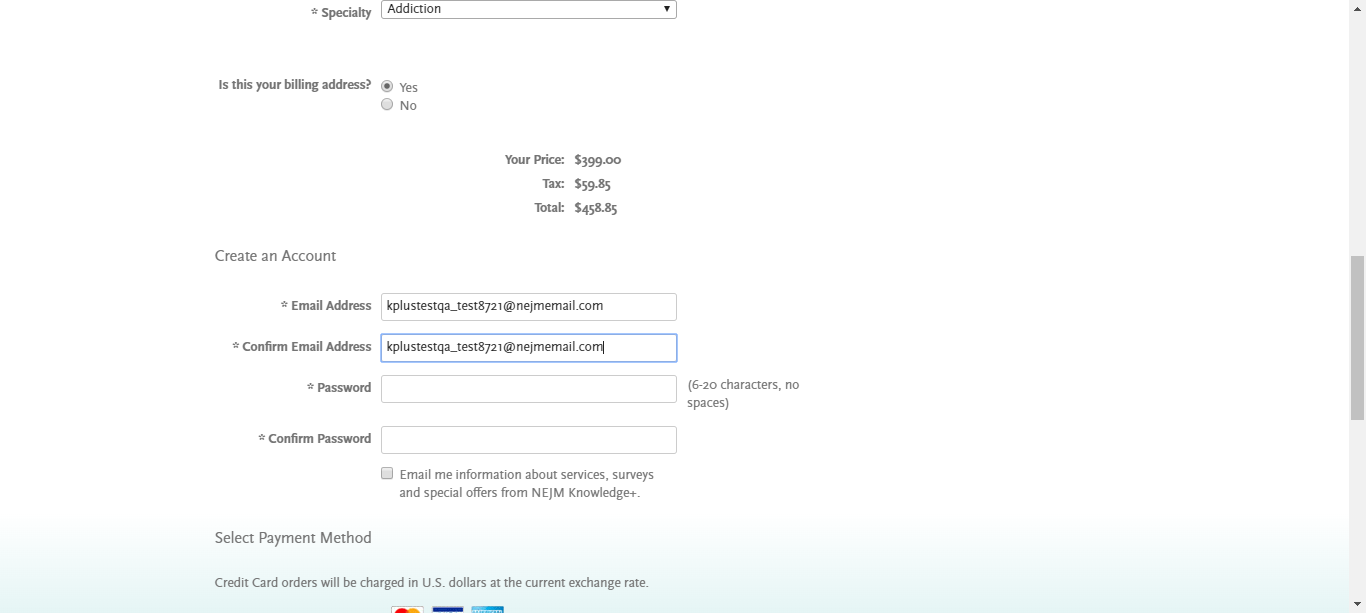 * Specialty Addiction
Is this your billing address? Yes
No
Your Price: $399.00
Tax: $59.85
Total: $458.85
Create an Account
* Email Address kplustestqa_test8721@nejmemail.com
* Confirm Email Address kplustestqa_test8721@nejmemail.com
* Password (6-20 characters, no
spaces)
* Confirm Password
Email me information about services, surveys
and special offers from NEJM Knowledge+.
Select Payment Method
Credit Card orders will be charged in U.S. dollars at the current exchange rate.